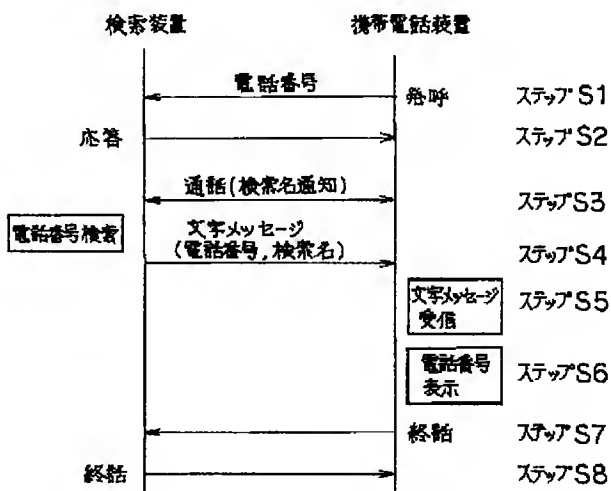 検索装置 携帯電話装置
電話番号 発呼 ステップS1
応答 ステップS2
通話(検索名通知) ステップS3
電話番号検索 文字メッセージ
(電話番号,検索名) ステップS4
文字メッセージ
受信 ステップS5
電話番号
表示 ステップS6
終話 ステップS7
終話 ステップS8